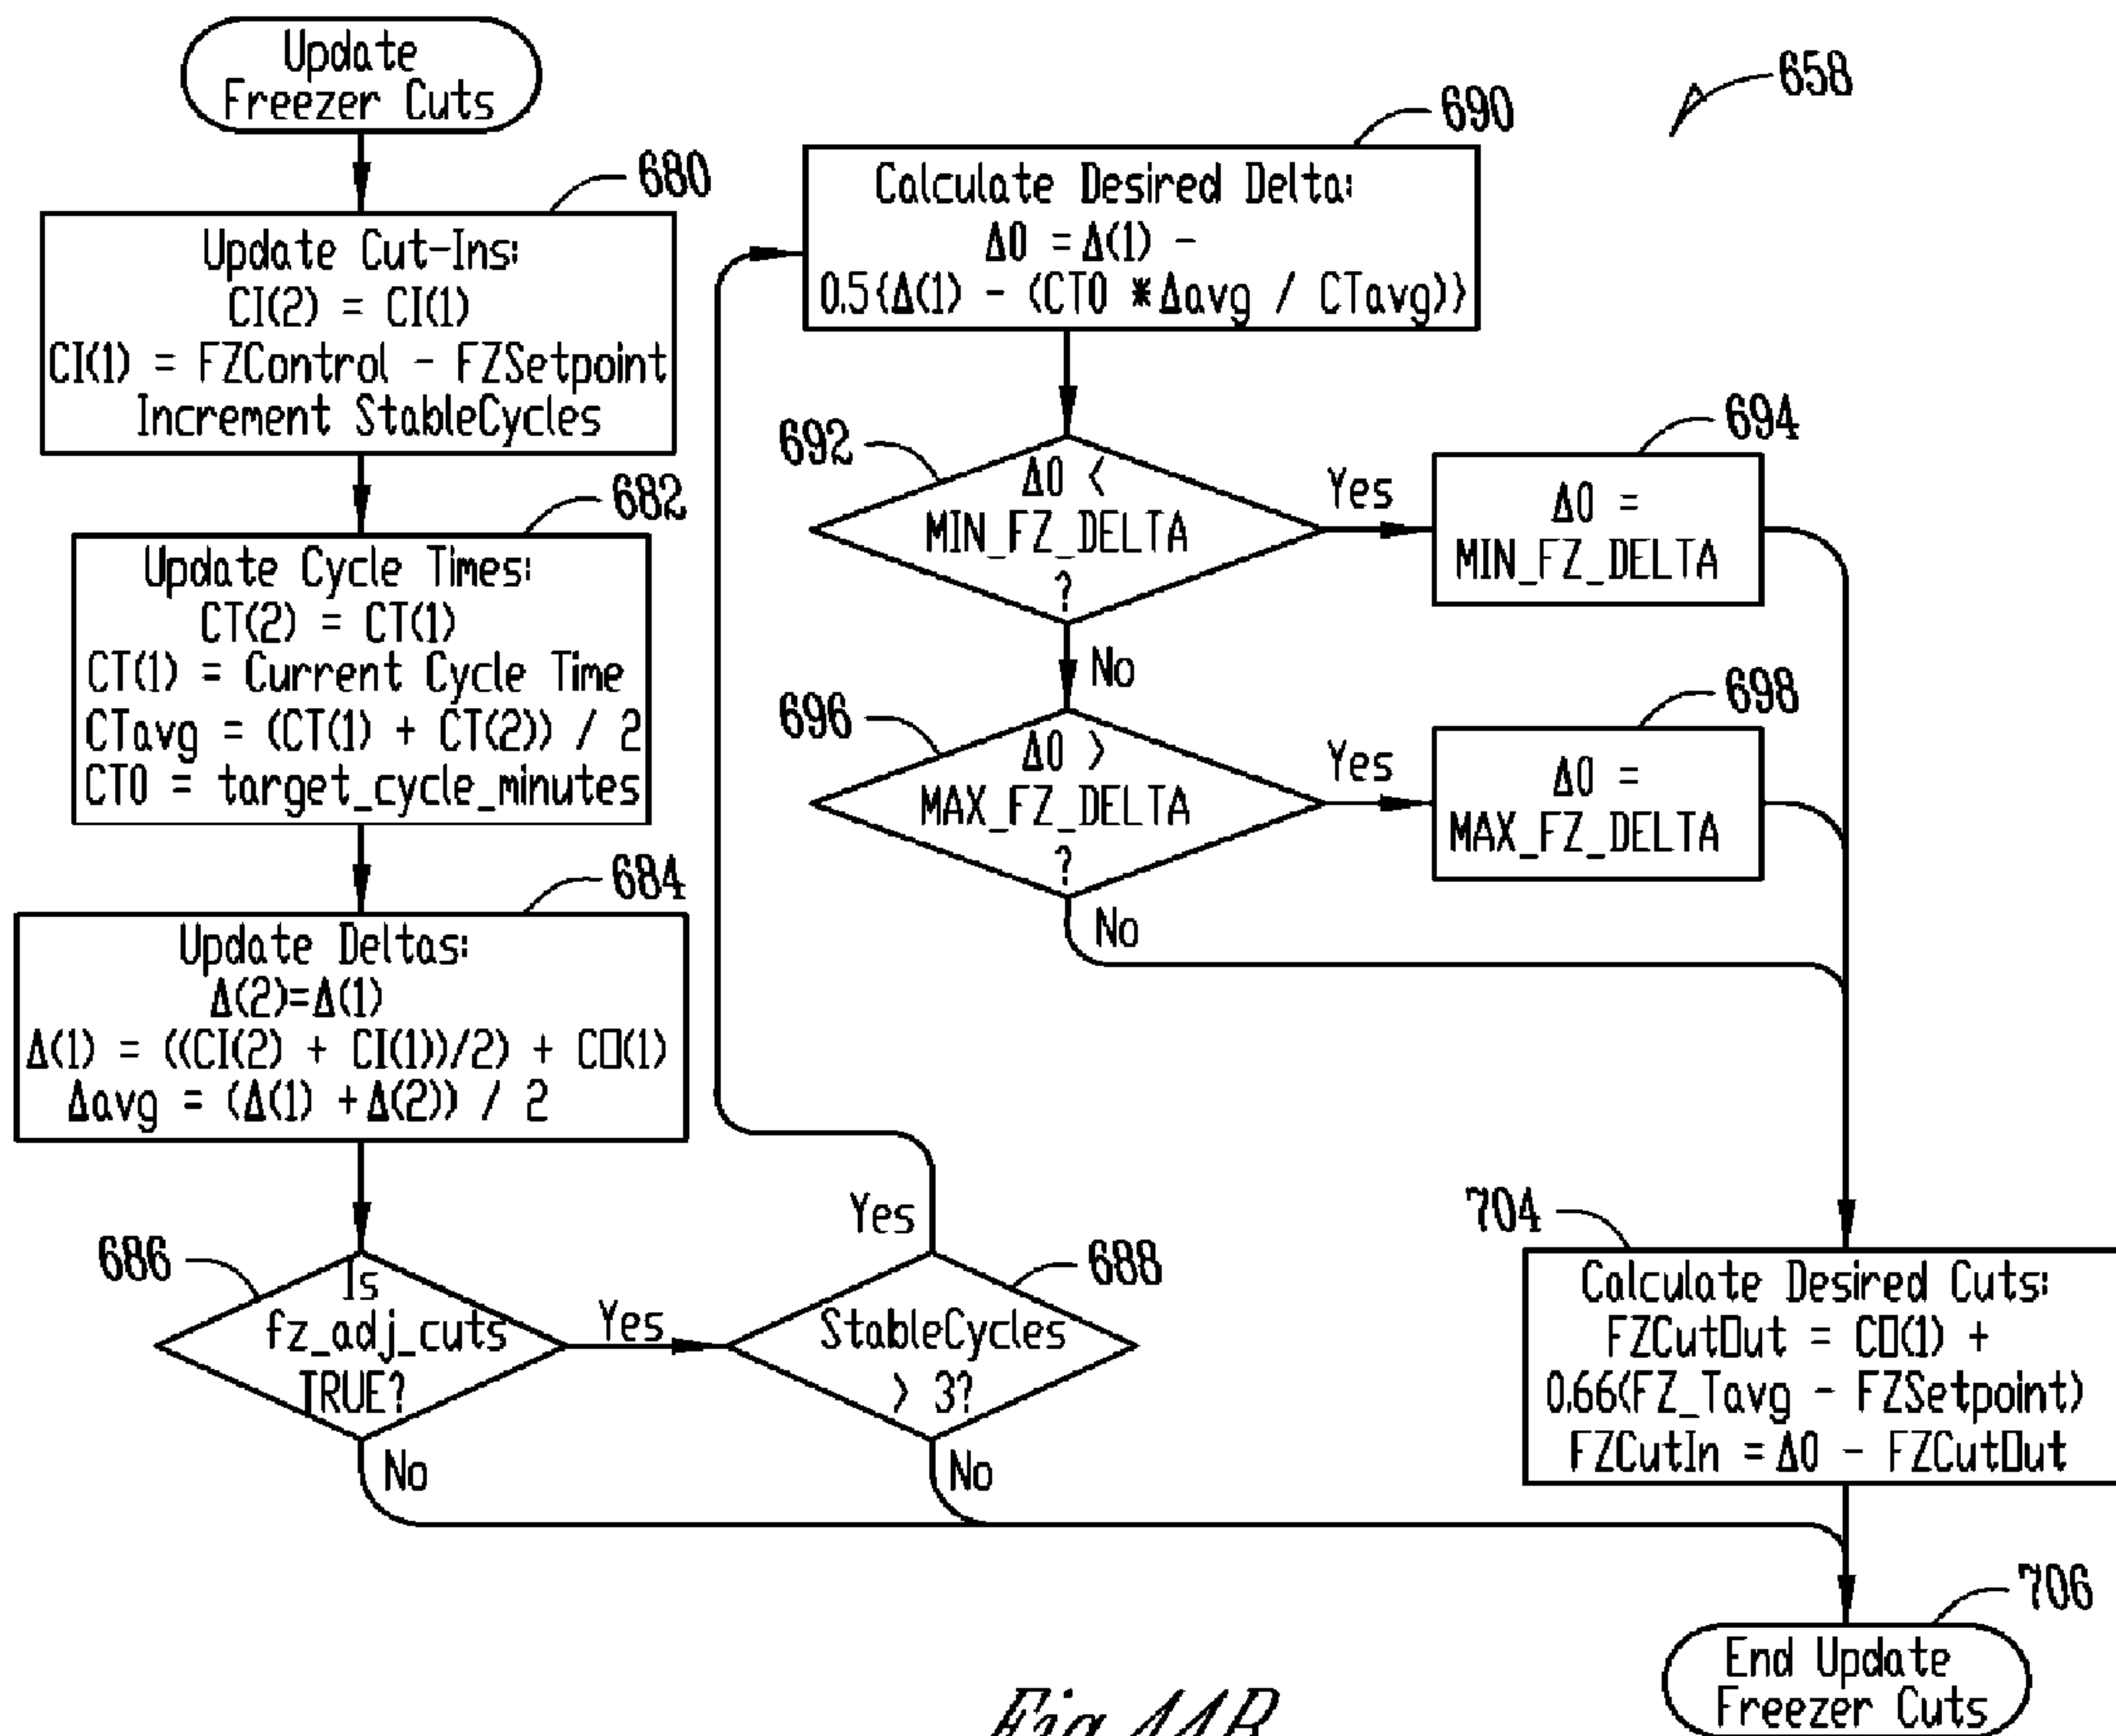 Update
Freezer Cuts
680
Update Cut-Ins:
CI(2) = CI(1)
CI(1) = FZControl - FZSetpoint
Increment StableCycles
682
Update Cycle Times:
CT(2) = CT(1)
CT(1) = Current Cycle Time
CTavg = (CT(1) + CT(2)) / 2
CT0 = target_cycle_minutes
684
Update Deltas:
Δ(2)=Δ(1)
Δ(1) = ((CI(2) + CI(1))/2) + CO(1)
Δavg = (Δ(1) +Δ(2)) / 2
686
Is
fz_adj_cuts
TRUE?
Yes
No
688
StableCycles
> 3?
Yes
No
658
690
Calculate Desired Delta:
Δ0 = Δ(1) -
0.5{Δ(1) - (CT0 *Δavg / CTavg)}
692
Δ0 <
MIN_FZ_DELTA
?
Yes
No
694
Δ0 =
MIN_FZ_DELTA
696
Δ0 >
MAX_FZ_DELTA
?
Yes
No
698
Δ0 =
MAX_FZ_DELTA
704
Calculate Desired Cuts:
FZCutOut = CO(1) +
0.66(FZ_Tavg - FZSetpoint)
FZCutIn = Δ0 - FZCutOut
706
End Update
Freezer Cuts
Fig. 44B